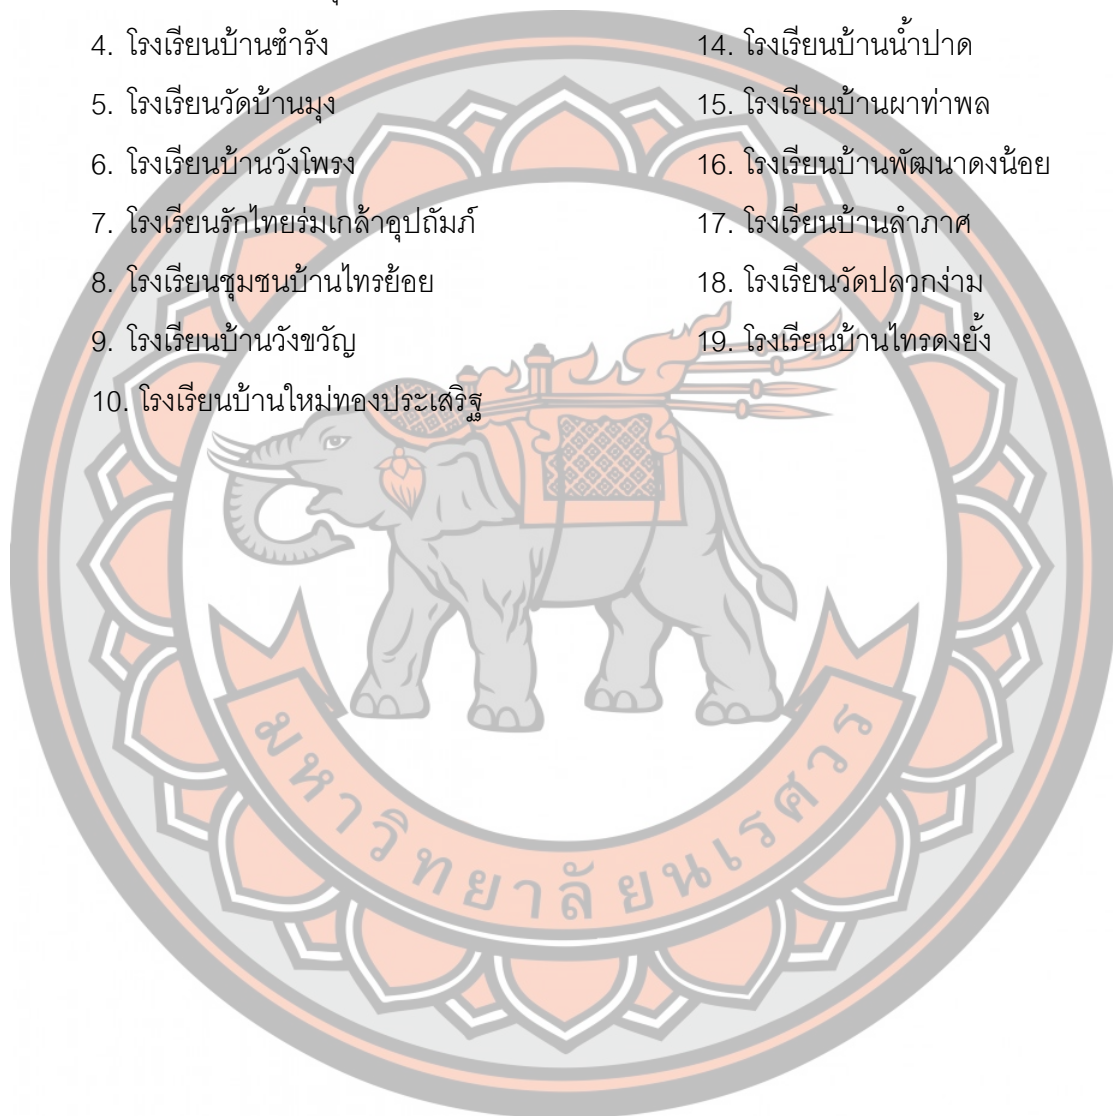 4. โรงเรียนบ้านซำรัง
5. โรงเรียนวัดบ้านมุง
6. โรงเรียนบ้านวังโพรง
7. โรงเรียนรักไทยร่มเกล้าอุปถัมภ์
8. โรงเรียนชุมชนบ้านไทรย้อย
9. โรงเรียนบ้านวังขวัญ
10. โรงเรียนบ้านใหม่ทองประเสริฐ
14. โรงเรียนบ้านน้ำปาด
15. โรงเรียนบ้านผาท่าพล
16. โรงเรียนบ้านพัฒนาดงน้อย
17. โรงเรียนบ้านลำภาศ
18. โรงเรียนวัดปลวกง่าม
19. โรงเรียนบ้านไทรดงยั้ง
มหาวิทยาลัยนเรศวร